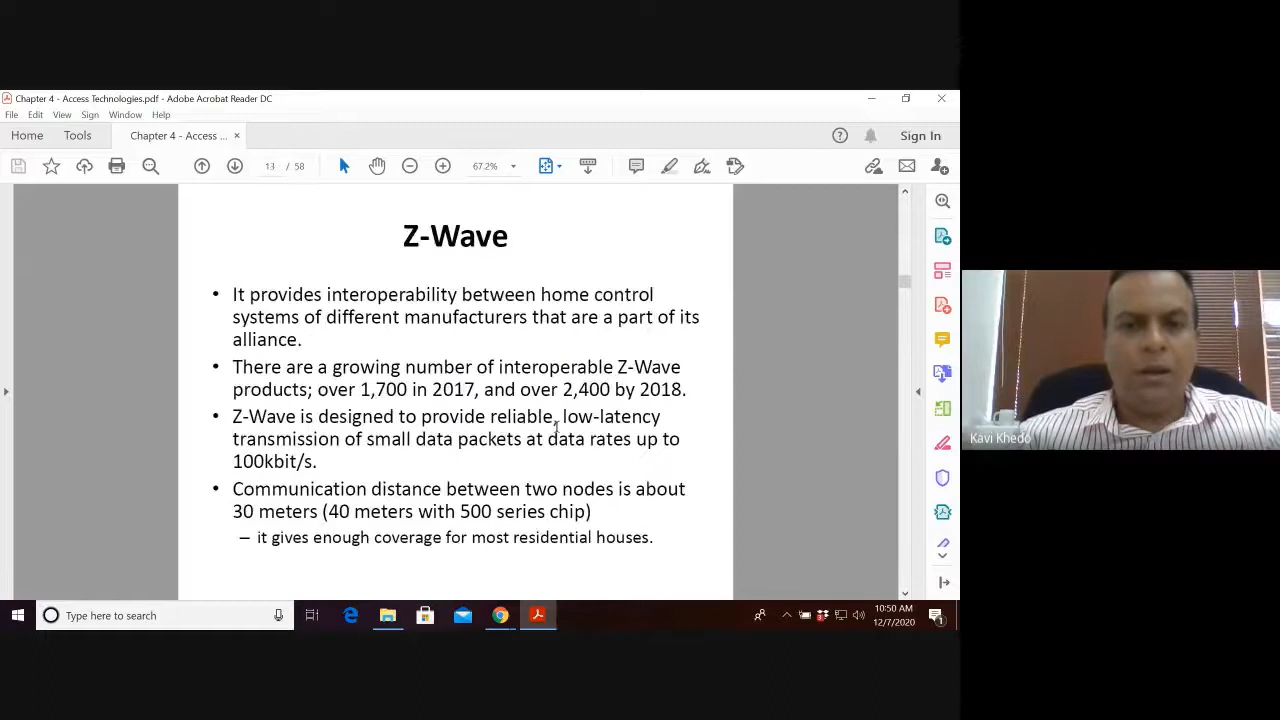 Chapter 4 - Access Technologies.pdf - Adobe Acrobat Reader DC
File Edit View Sign Window Help
Home Tools Chapter 4 - Access ... × Sign In
13 / 58 67.2%
Z-Wave
• It provides interoperability between home control
systems of different manufacturers that are a part of its
alliance.
• There are a growing number of interoperable Z-Wave
products; over 1,700 in 2017, and over 2,400 by 2018.
• Z-Wave is designed to provide reliable, low-latency
transmission of small data packets at data rates up to
100kbit/s.
• Communication distance between two nodes is about
30 meters (40 meters with 500 series chip)
– it gives enough coverage for most residential houses.
Kavi Khedo
Type here to search
10:50 AM
12/7/2020
1